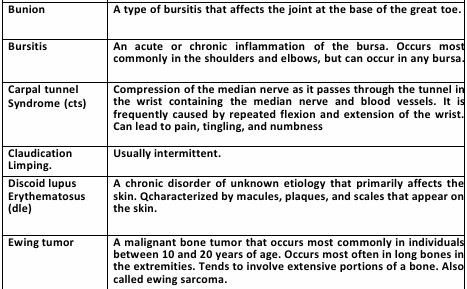 Bunion
A type of bursitis that affects the joint at the base of the great toe.
Bursitis
An acute or chronic inflammation of the bursa. Occurs most
commonly in the shoulders and elbows, but can occur in any bursa.
Carpal tunnel
Syndrome (cts)
Compression of the median nerve as it passes through the tunnel in
the wrist containing the median nerve and blood vessels. It is
frequently caused by repeated flexion and extension of the wrist.
Can lead to pain, tingling, and numbness
Claudication
Limping.
Usually intermittent.
Discoid lupus
Erythematosus
(dle)
A chronic disorder of unknown etiology that primarily affects the
skin. Qcharacterized by macules, plaques, and scales that appear on
the skin.
Ewing tumor
A malignant bone tumor that occurs most commonly in individuals
between 10 and 20 years of age. Occurs most often in long bones in
the extremities. Tends to involve extensive portions of a bone. Also
called ewing sarcoma.